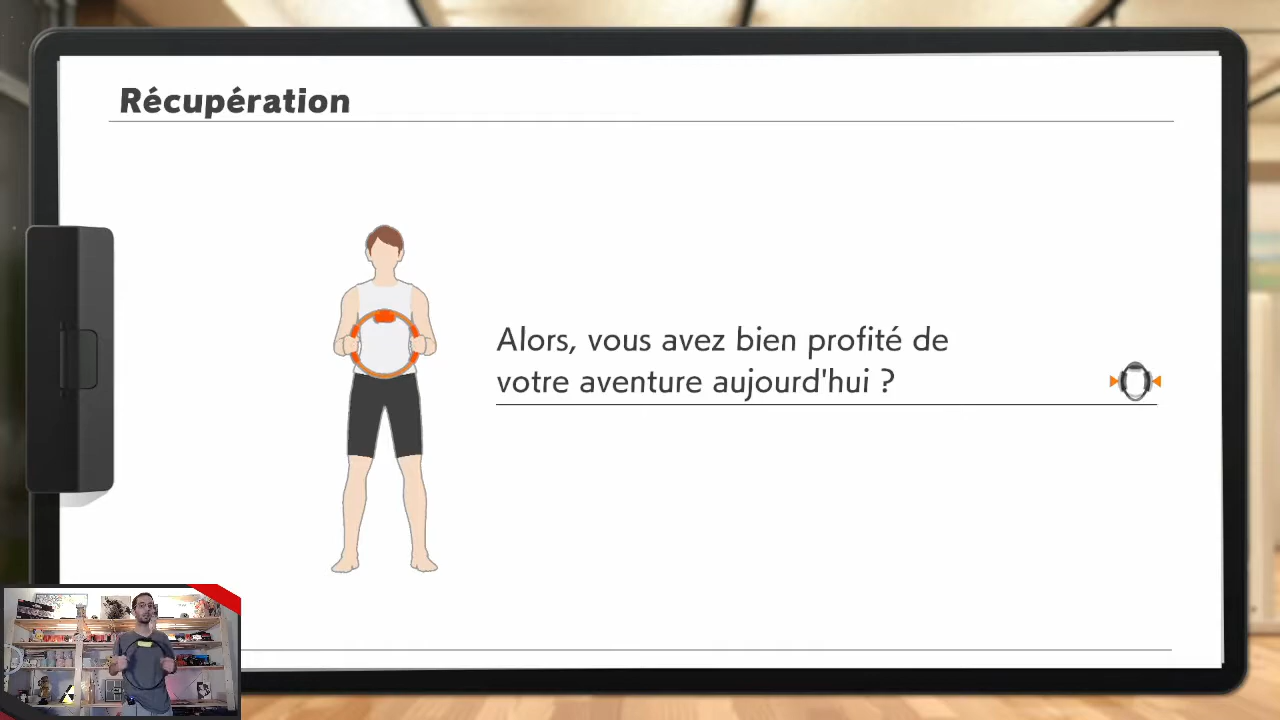 Récupération
Alors, vous avez bien profité de
votre aventure aujourd'hui ?